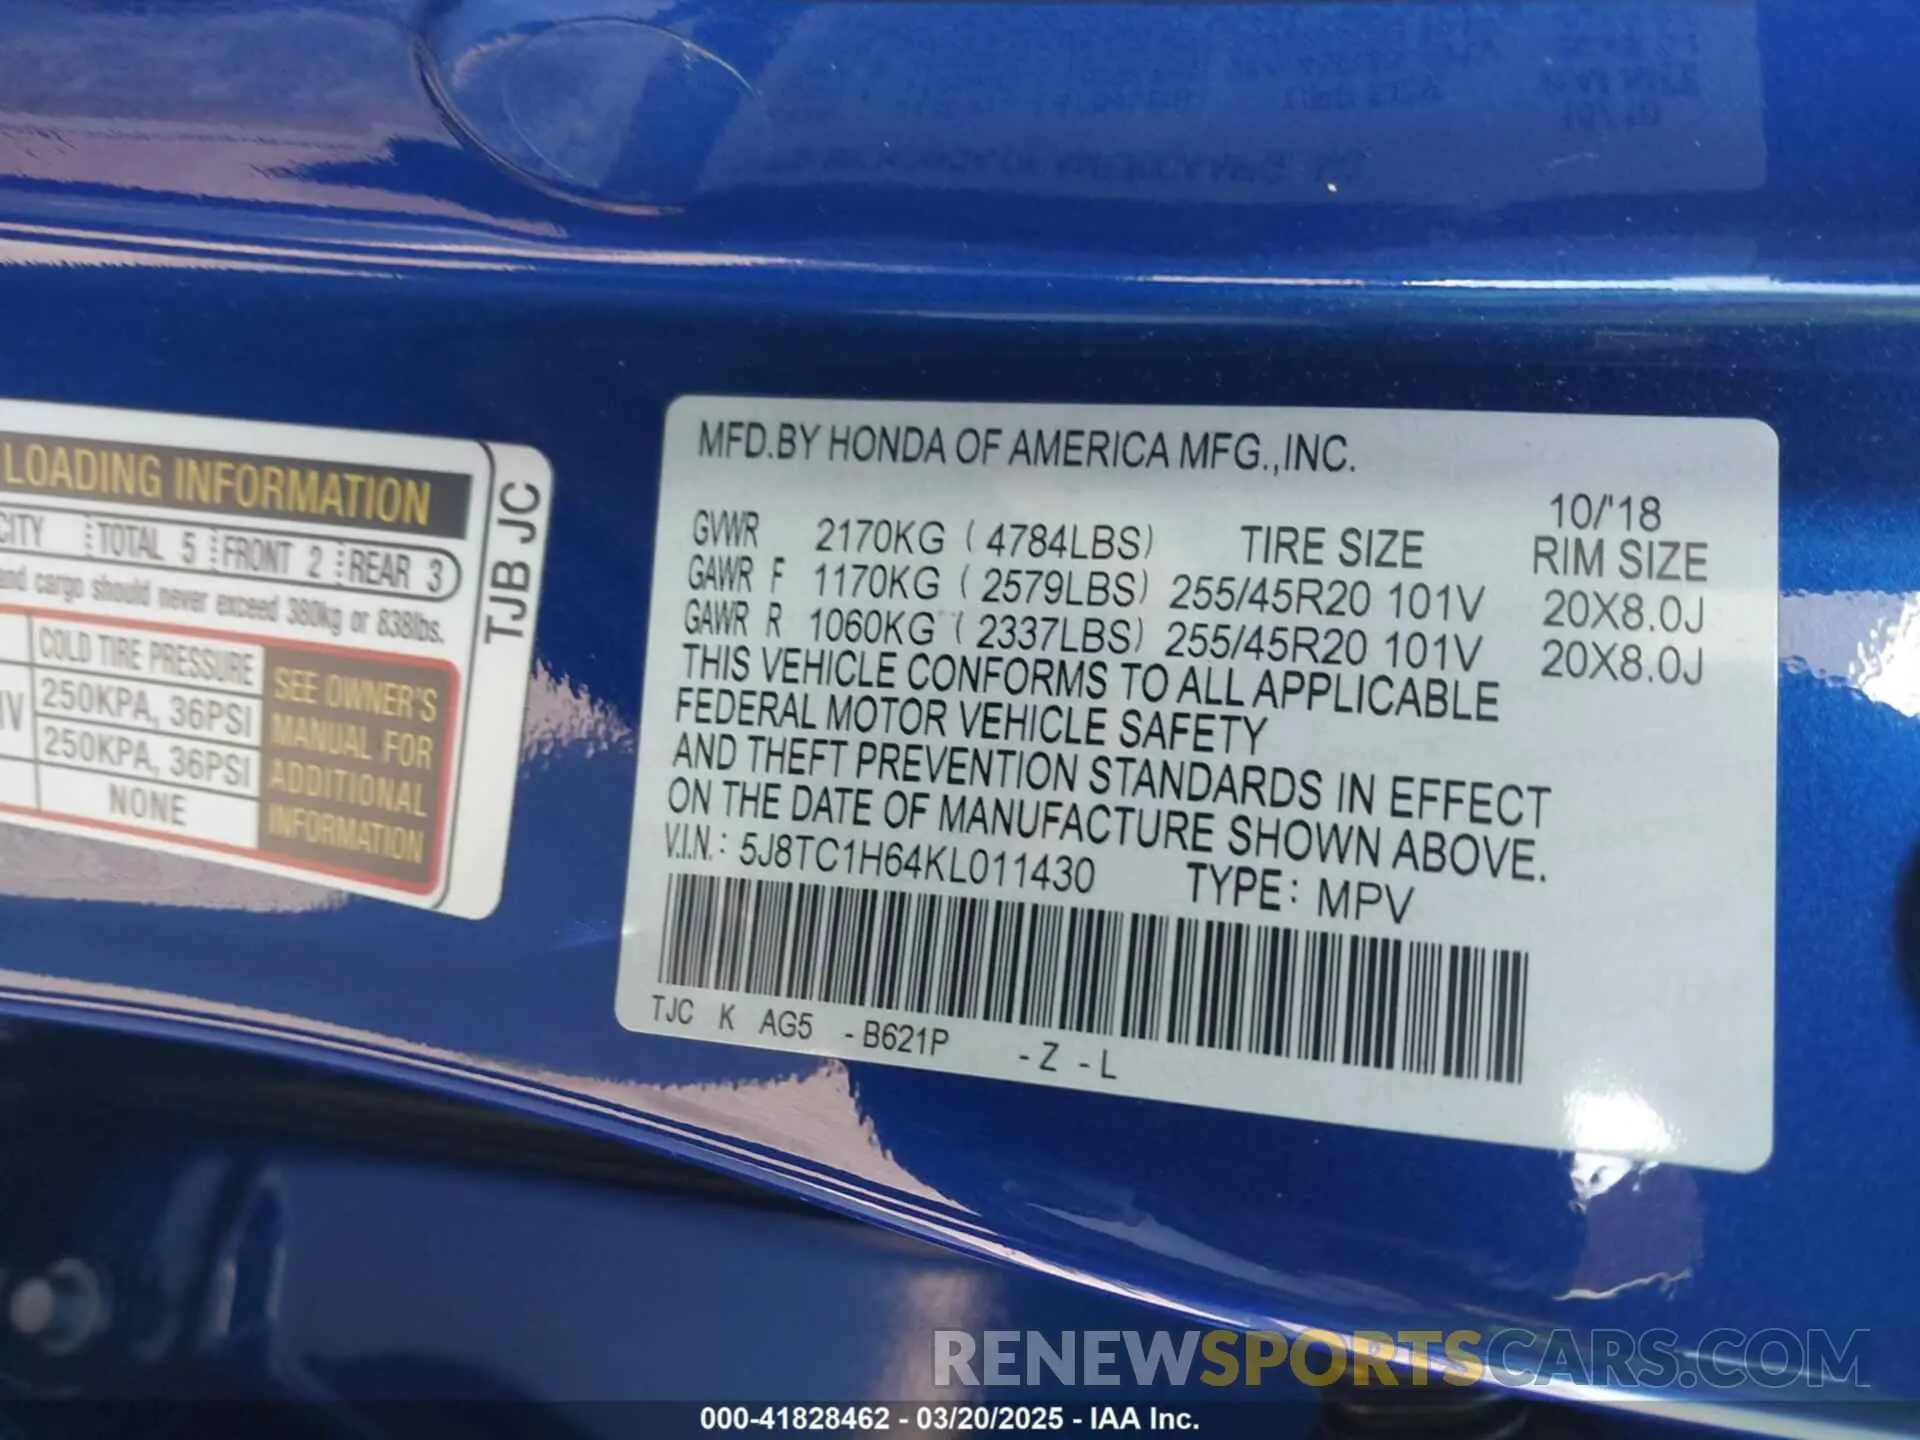 LOADING INFORMATION
CITY TOTAL 5 FRONT 2 REAR 3
and cargo should never exceed 380kg or 838lbs.
COLD TIRE PRESSURE
250KPA, 36PSI
250KPA, 36PSI
NONE
SEE OWNER'S
MANUAL FOR
ADDITIONAL
INFORMATION
TJB JC
MFD.BY HONDA OF AMERICA MFG.,INC.
10/'18
GVWR 2170KG (4784LBS) TIRE SIZE RIM SIZE
GAWR F 1170KG (2579LBS) 255/45R20 101V 20X8.0J
GAWR R 1060KG (2337LBS) 255/45R20 101V 20X8.0J
THIS VEHICLE CONFORMS TO ALL APPLICABLE
FEDERAL MOTOR VEHICLE SAFETY
AND THEFT PREVENTION STANDARDS IN EFFECT
ON THE DATE OF MANUFACTURE SHOWN ABOVE.
V.I.N.: 5J8TC1H64KL011430 TYPE: MPV
TJC K AG5 -B621P -Z -L
RENEWSPORTSCARS.COM
000-41828462 - 03/20/2025 - IAA Inc.